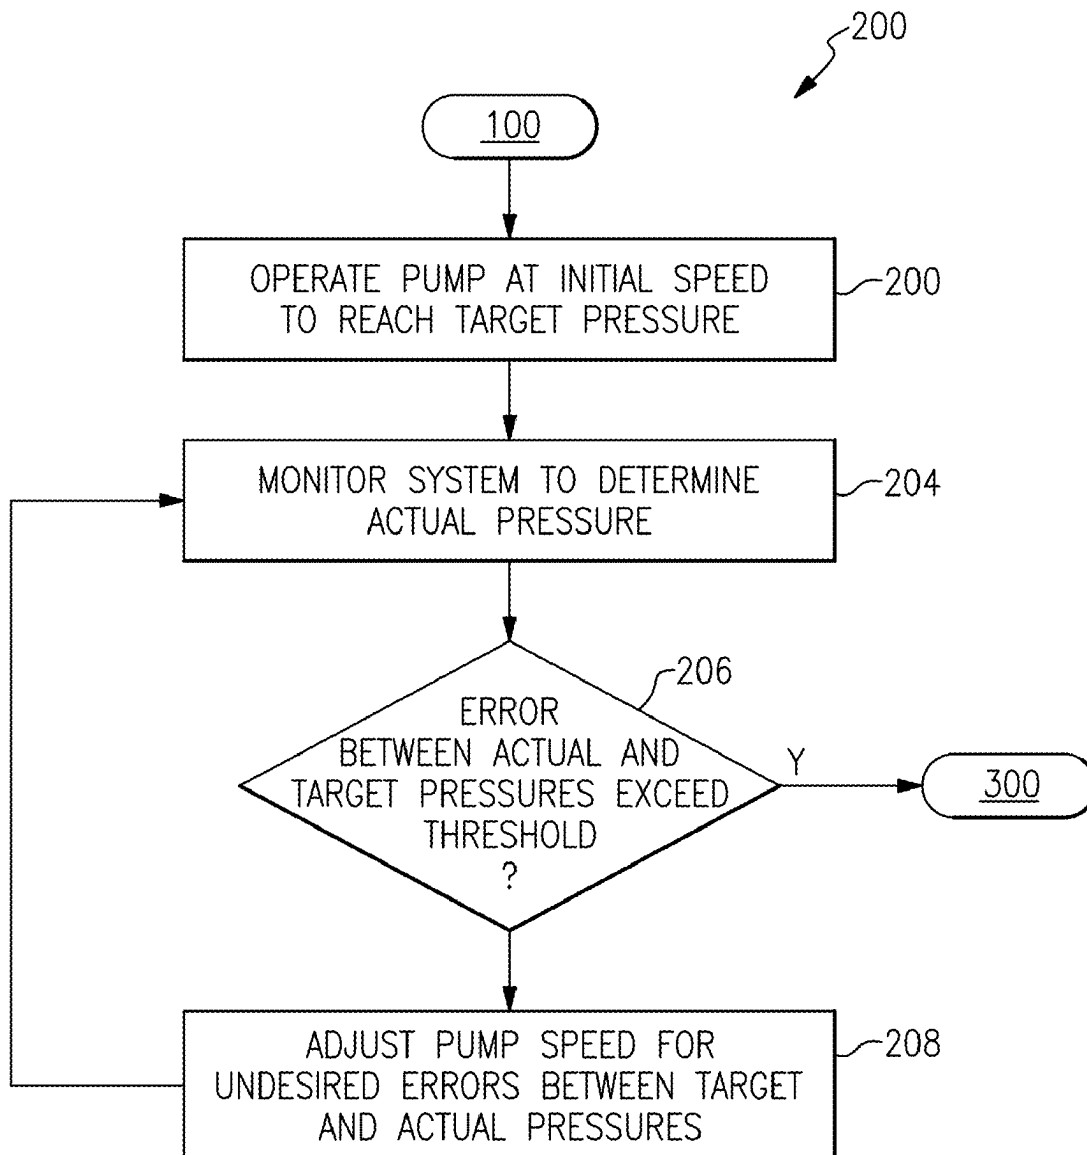 200
100
OPERATE PUMP AT INITIAL SPEED
TO REACH TARGET PRESSURE
200
MONITOR SYSTEM TO DETERMINE
ACTUAL PRESSURE
204
206
ERROR
BETWEEN ACTUAL AND
TARGET PRESSURES EXCEED
THRESHOLD
?
Y
300
ADJUST PUMP SPEED FOR
UNDESIRED ERRORS BETWEEN TARGET
AND ACTUAL PRESSURES
208